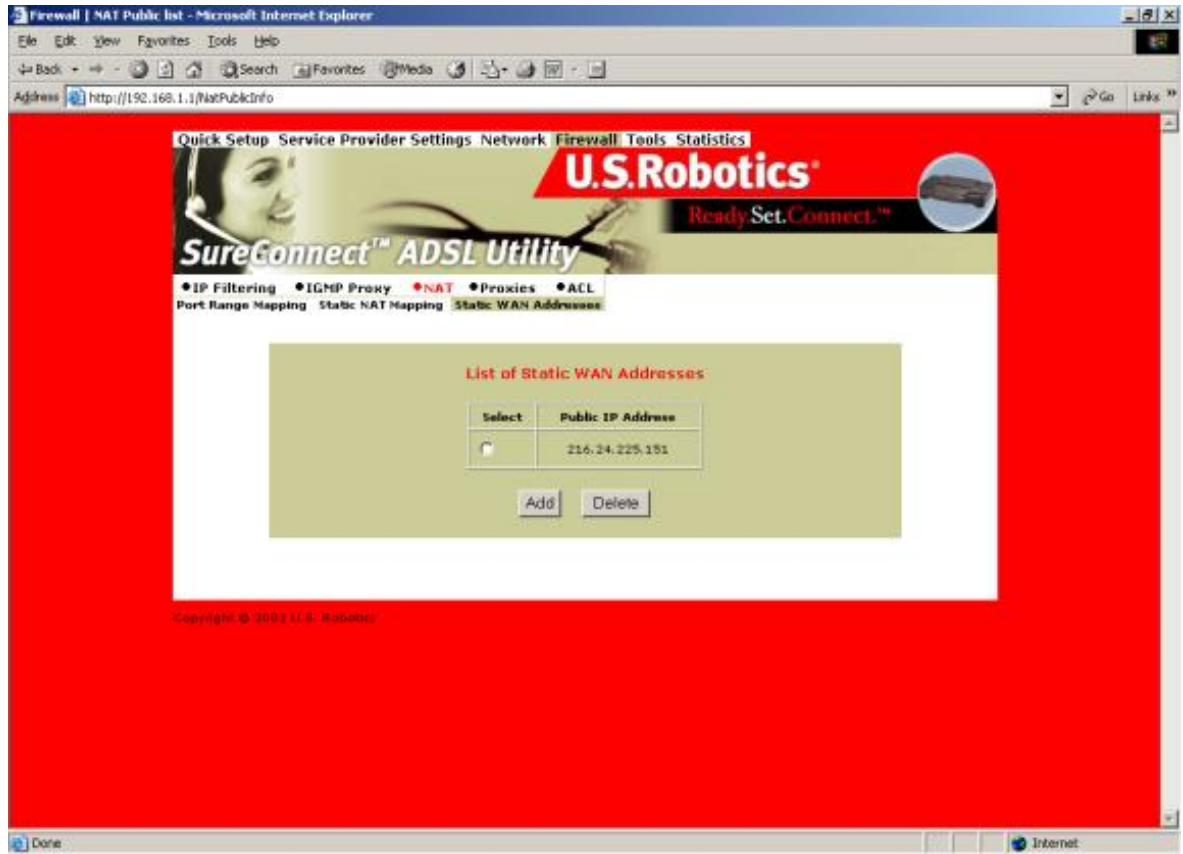 Firewall | NAT Public list - Microsoft Internet Explorer
File Edit View Favorites Tools Help
Back Search Favorites Media
Address http://192.168.1.1/NatPublicInfo Go Links »
Quick Setup Service Provider Settings Network Firewall Tools Statistics
U.S.Robotics®
Ready.Set.Connect.™
SureConnect™ ADSL Utility
•IP Filtering •IGMP Proxy •NAT •Proxies •ACL
Port Range Mapping Static NAT Mapping Static WAN Addresses
List of Static WAN Addresses
Select Public IP Address
216.24.225.151
Add Delete
Copyright © U.S. Robotics
Done Internet